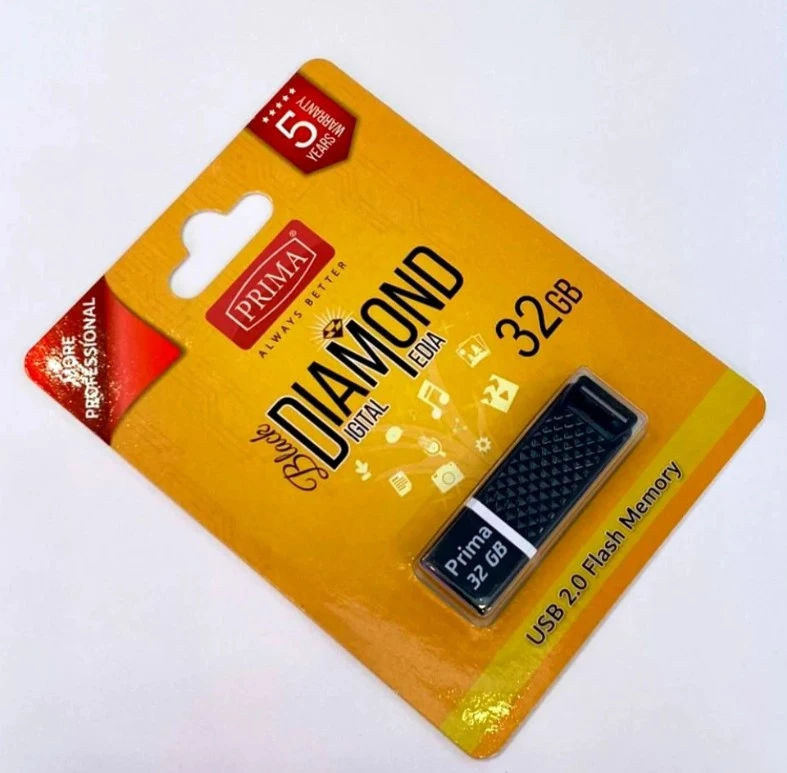 5
YEARS
WARRANTY
MORE
PROFESSIONAL
PRIMA®
ALWAYS BETTER
Black
DIAMOND
IGITAL EDIA
32GB
Prima
32 GB
USB 2.0 Flash Memory